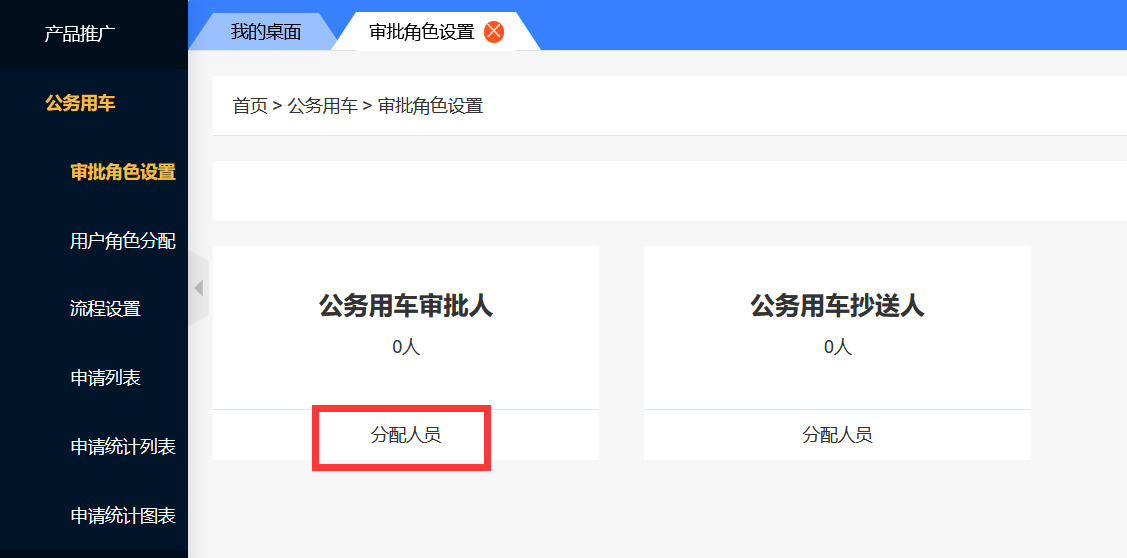 产品推广
公务用车
审批角色设置
用户角色分配
流程设置
申请列表
申请统计列表
申请统计图表
我的桌面
审批角色设置
首页 > 公务用车 > 审批角色设置
公务用车审批人
0人
分配人员
公务用车抄送人
0人
分配人员